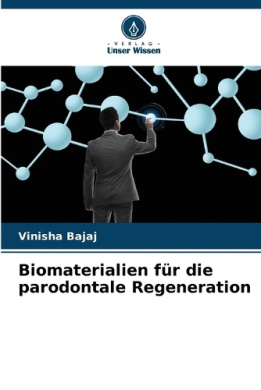 VERLAG
Unser Wissen
Vinisha Bajaj
Biomaterialien für die
parodontale Regeneration